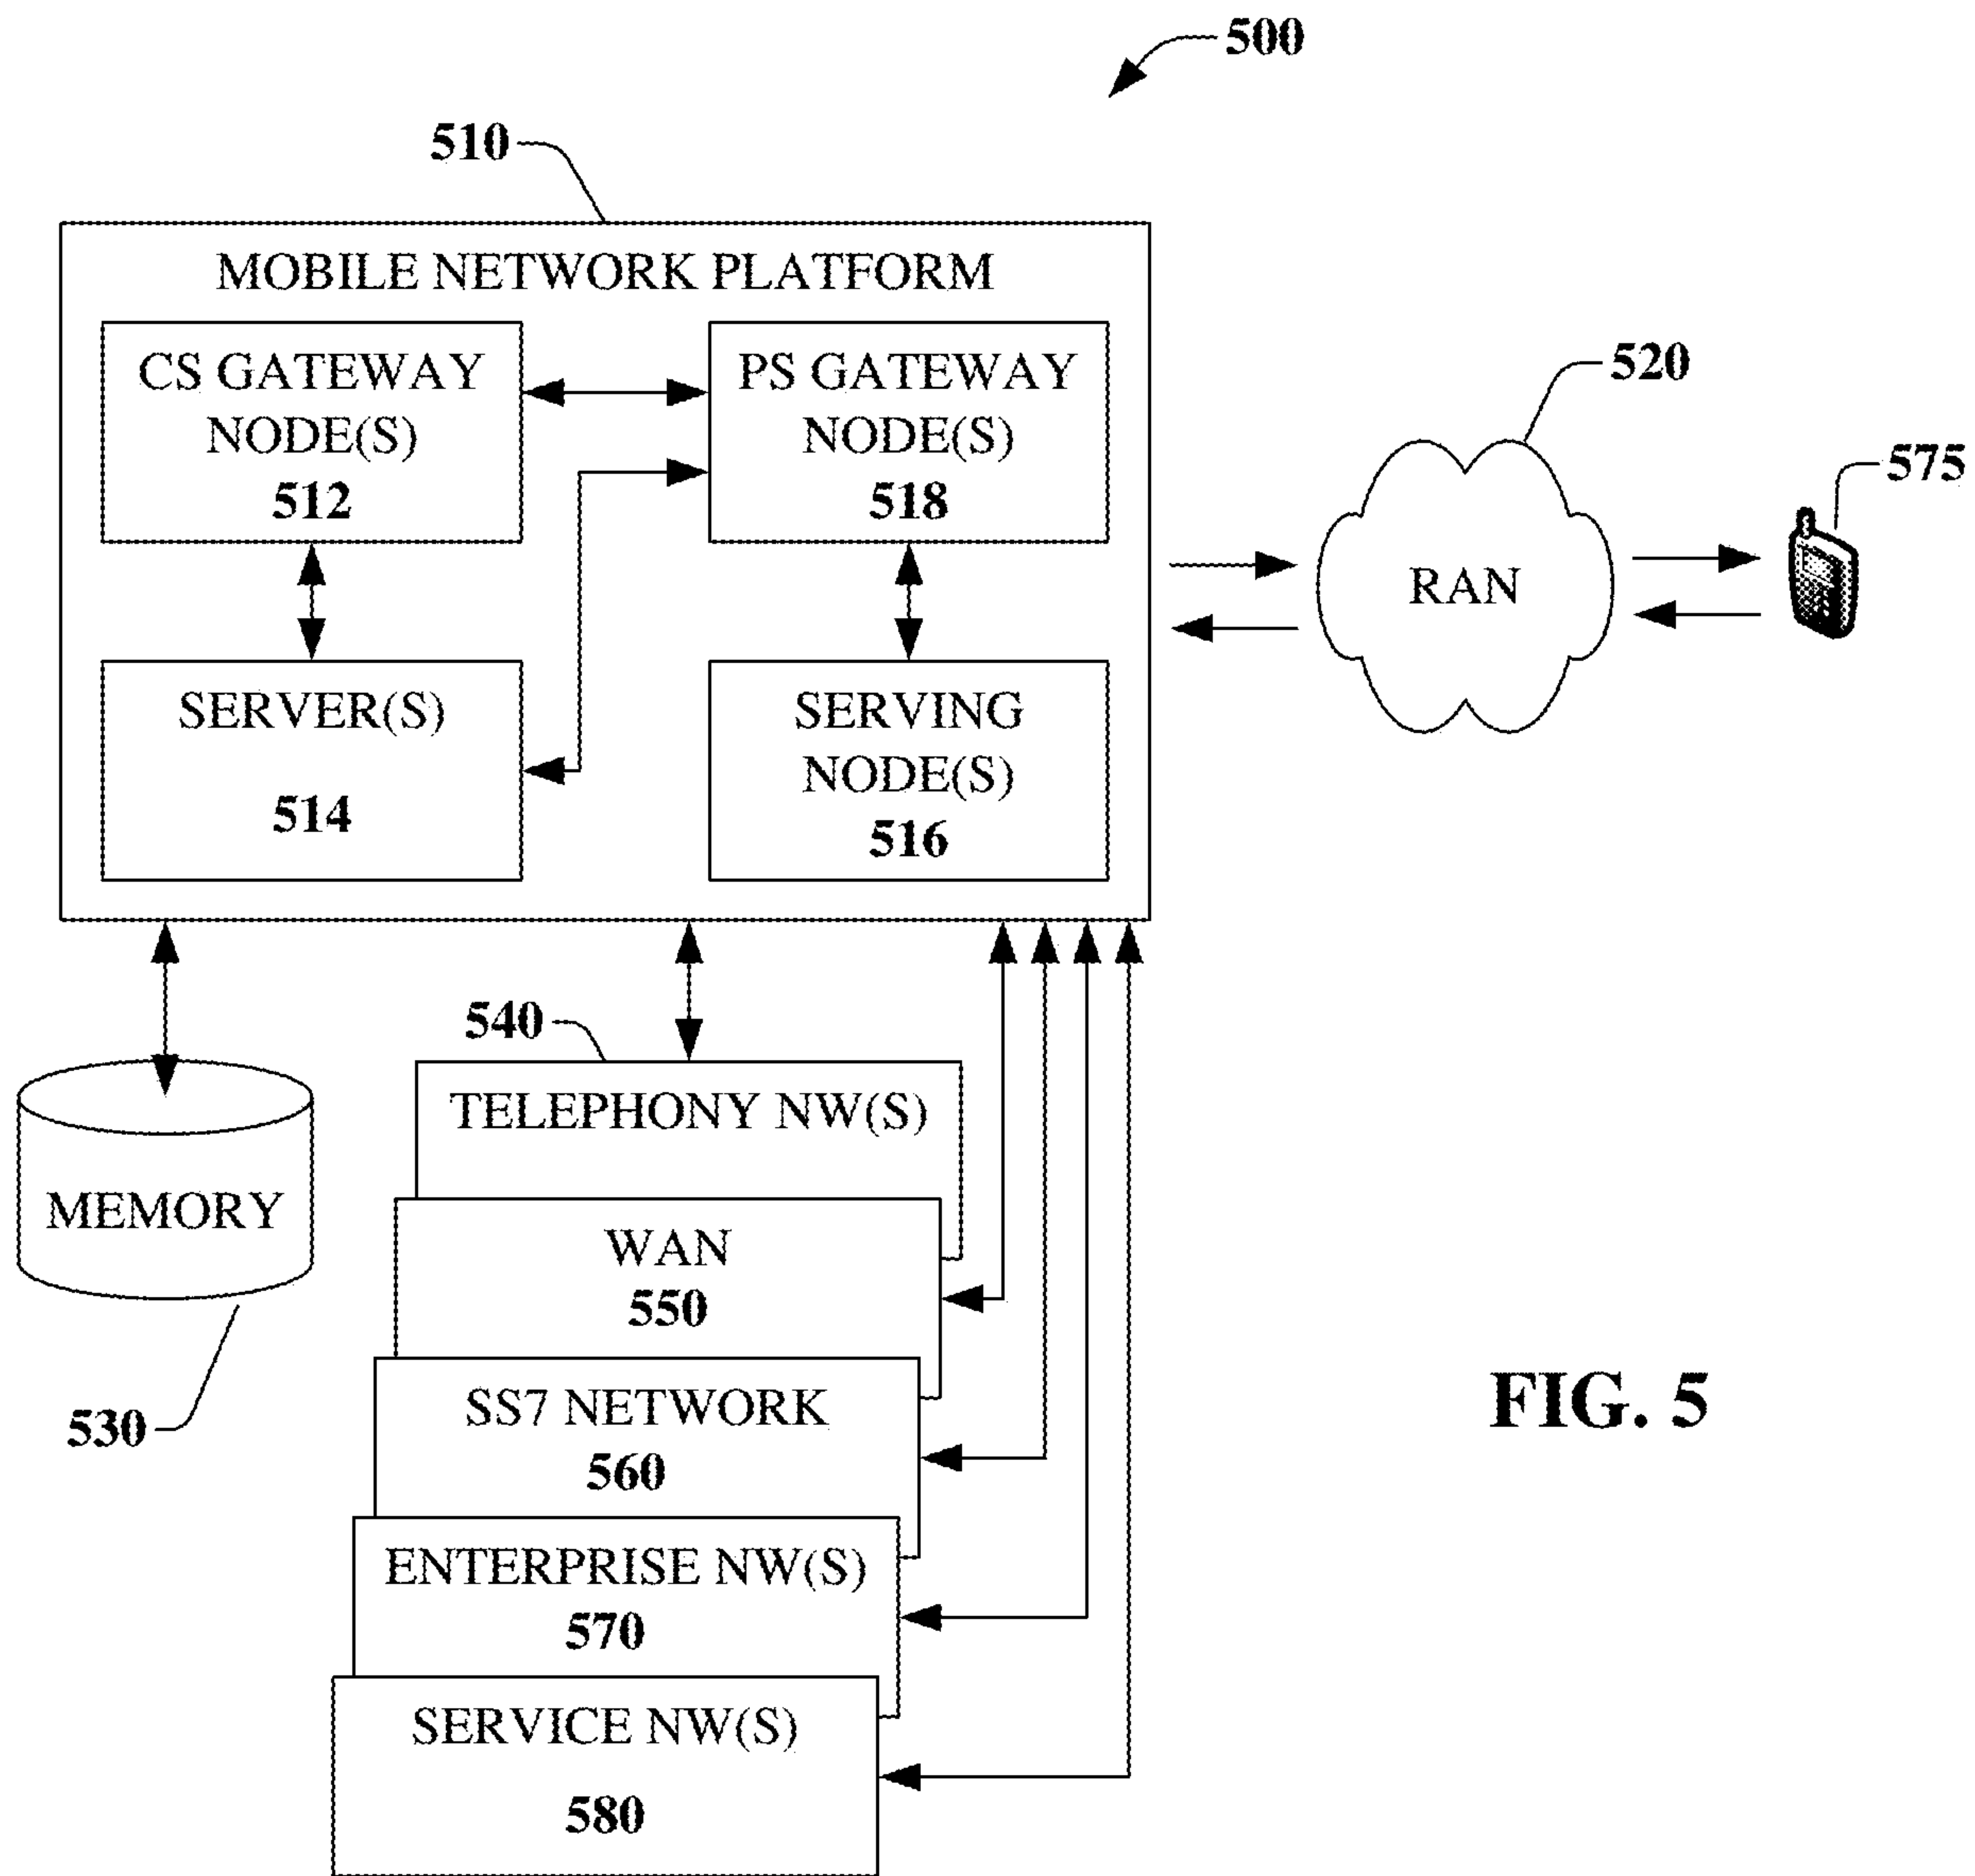 500
510
MOBILE NETWORK PLATFORM
CS GATEWAY
NODE(S)
512
PS GATEWAY
NODE(S)
518
SERVER(S)
514
SERVING
NODE(S)
516
520
RAN
575
540
TELEPHONY NW(S)
MEMORY
530
WAN
550
SS7 NETWORK
560
ENTERPRISE NW(S)
570
SERVICE NW(S)
580
FIG. 5